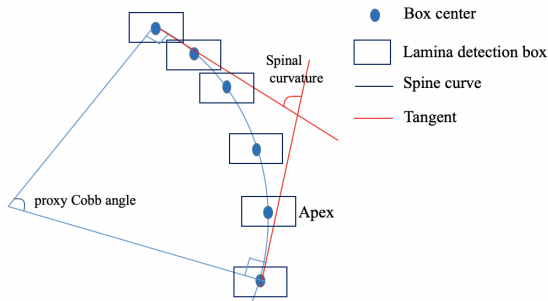 Box center
Lamina detection box
Spinal
curvature
Spine curve
Tangent
proxy Cobb angle
Apex